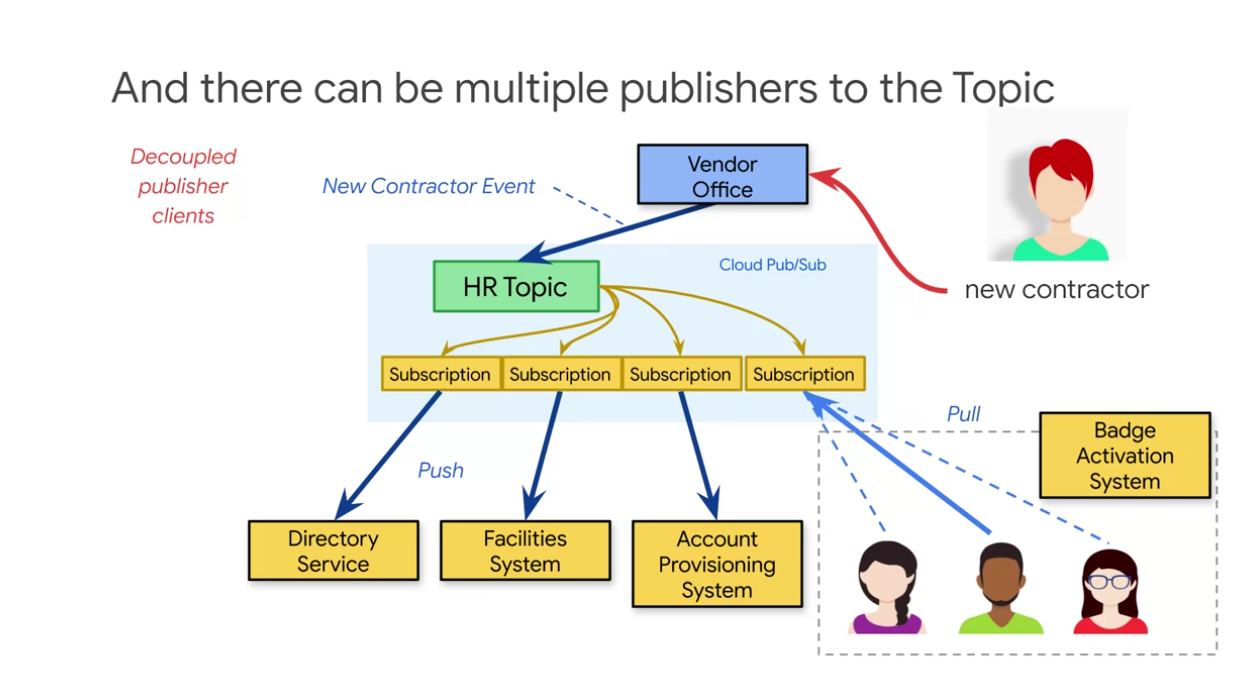 And there can be multiple publishers to the Topic
Decoupled
publisher
clients
New Contractor Event
Vendor
Office
Cloud Pub/Sub
HR Topic
new contractor
Subscription
Subscription
Subscription
Subscription
Pull
Badge
Activation
System
Push
Directory
Service
Facilities
System
Account
Provisioning
System